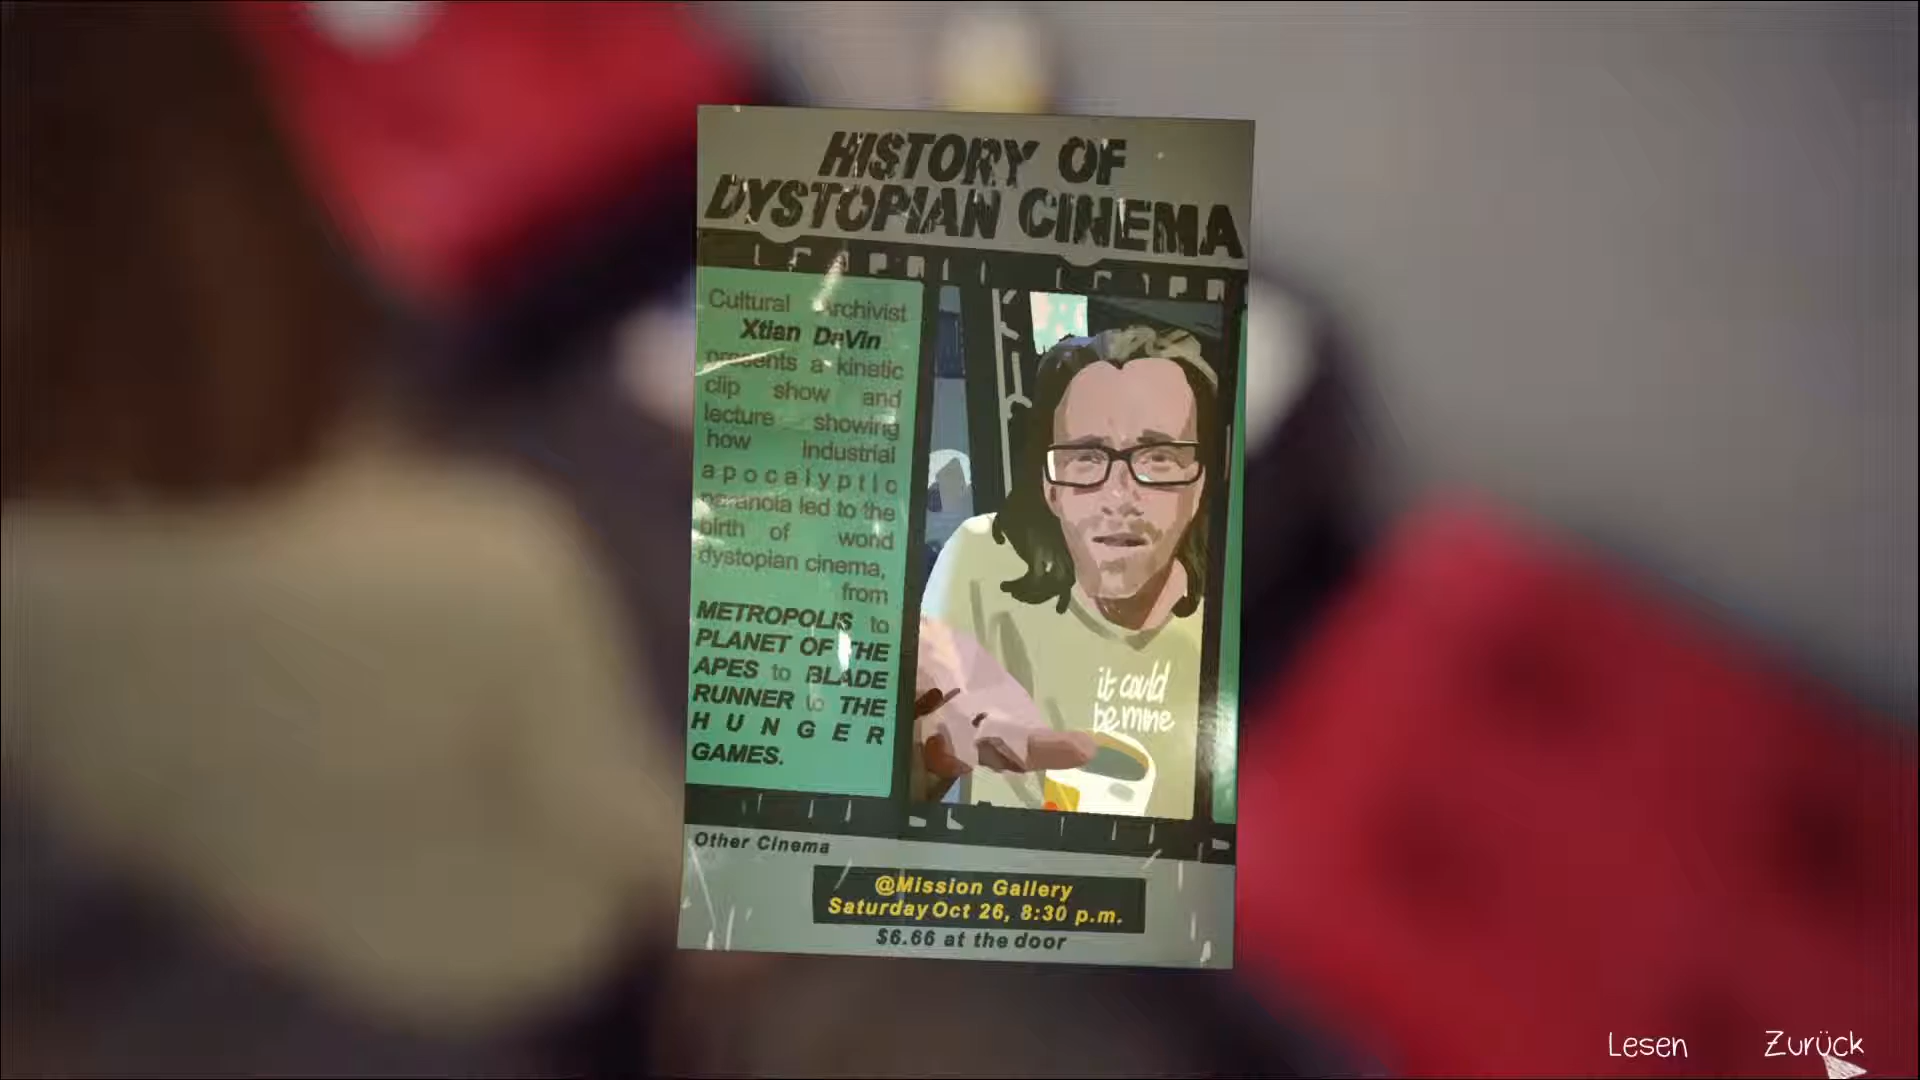 HISTORY OF
DYSTOPIAN CINEMA
Cultural Archivist
Xtian DeVin
presents a kinetic
clip show and
lecture showing
how industrial
apocalyptic
paranoia led to the
birth of world
dystopian cinema,
from
METROPOLIS to
PLANET OF THE
APES to BLADE
RUNNER to THE
HUNGER
GAMES.
it could
be mine
Other Cinema
@Mission Gallery
Saturday Oct 26, 8:30 p.m.
$6.66 at the door
Lesen
Zurück